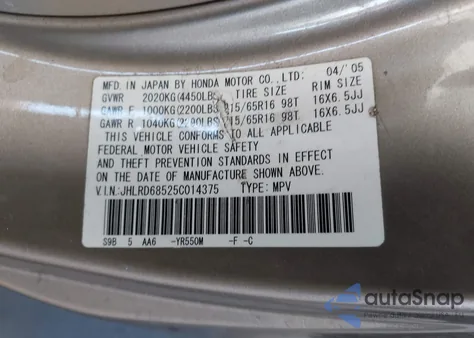 MFD. IN JAPAN BY HONDA MOTOR CO., LTD: 04/'05
GVWR 2020KG(4450LBS) TIRE SIZE RIM SIZE
GAWR F 1000KG(2200LBS) 215/65R16 98T 16X6.5JJ
GAWR R 1040KG( LBS) 215/65R16 98T 16X6.5JJ
THIS VEHICLE CONFORMS TO ALL APPLICABLE
FEDERAL MOTOR VEHICLE SAFETY
AND THEFT PREVENTION STANDARDS IN EFFECT
ON THE DATE OF MANUFACTURE SHOWN ABOVE.
V.I.N.:JHLRD68525C014375 TYPE: MPV
S9B 5 AA6 -YR550M -F -C
autoSnap